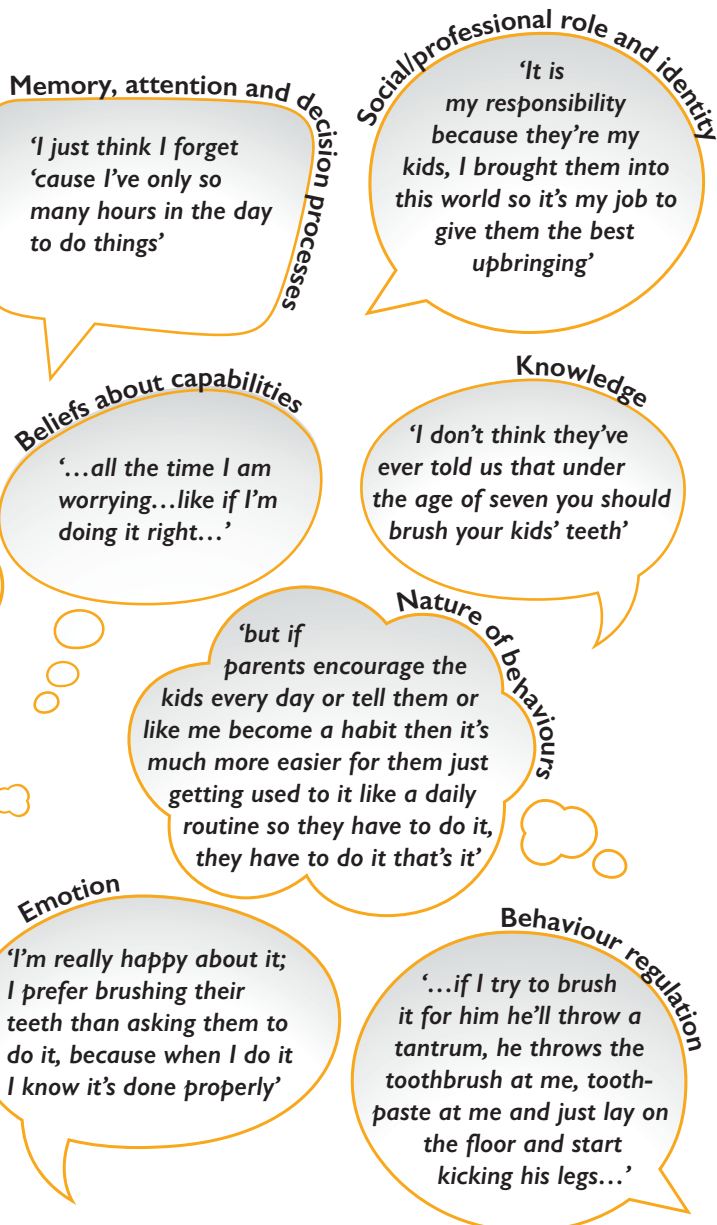 Memory, attention and decision processes
'I just think I forget
'cause I've only so
many hours in the day
to do things'
Social/professional role and identity
'It is
my responsibility
because they're my
kids, I brought them into
this world so it's my job to
give them the best
upbringing'
Beliefs about capabilities
'…all the time I am
worrying…like if I'm
doing it right…'
Knowledge
'I don't think they've
ever told us that under
the age of seven you should
brush your kids' teeth'
Nature of behaviours
'but if
parents encourage the
kids every day or tell them or
like me become a habit then it's
much more easier for them just
getting used to it like a daily
routine so they have to do it,
they have to do it that's it'
Emotion
'I'm really happy about it;
I prefer brushing their
teeth than asking them to
do it, because when I do it
I know it's done properly'
Behaviour regulation
'…if I try to brush
it for him he'll throw a
tantrum, he throws the
toothbrush at me, tooth-
paste at me and just lay on
the floor and start
kicking his legs…'